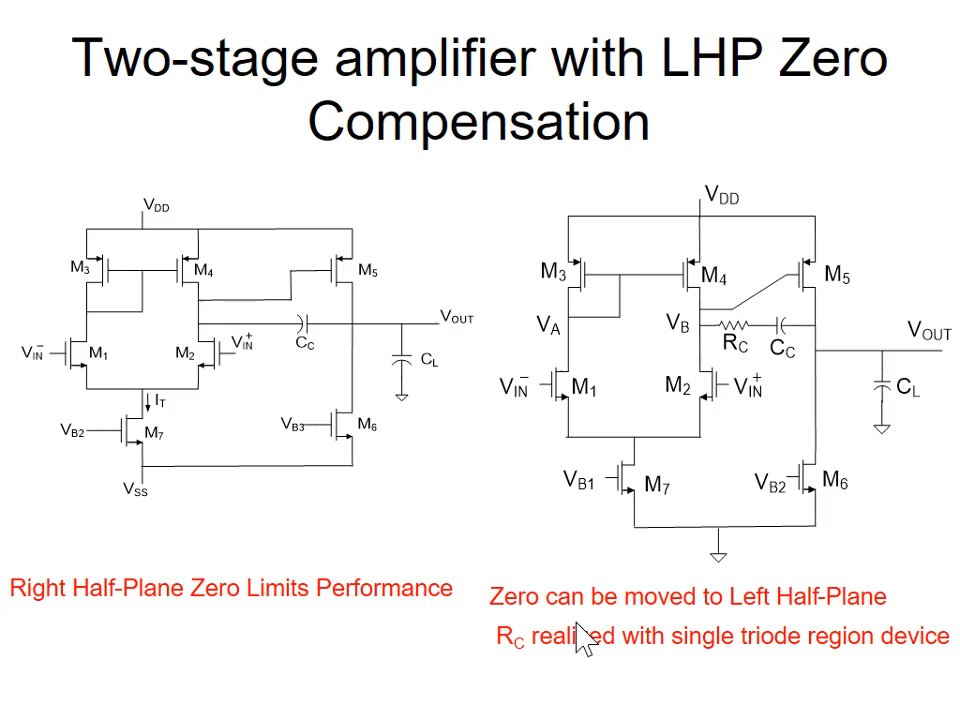 Two-stage amplifier with LHP Zero
Compensation
VDD
M3
M4
M5
VOUT
VIN−
M1
M2
VIN+
CC
CL
IT
VB2
M7
VB3
M6
VSS
VDD
M3
M4
M5
VA
VB
RC
CC
VOUT
VIN−
M1
M2
VIN+
CL
VB1
M7
VB2
M6
Right Half-Plane Zero Limits Performance
Zero can be moved to Left Half-Plane
RC realized with single triode region device